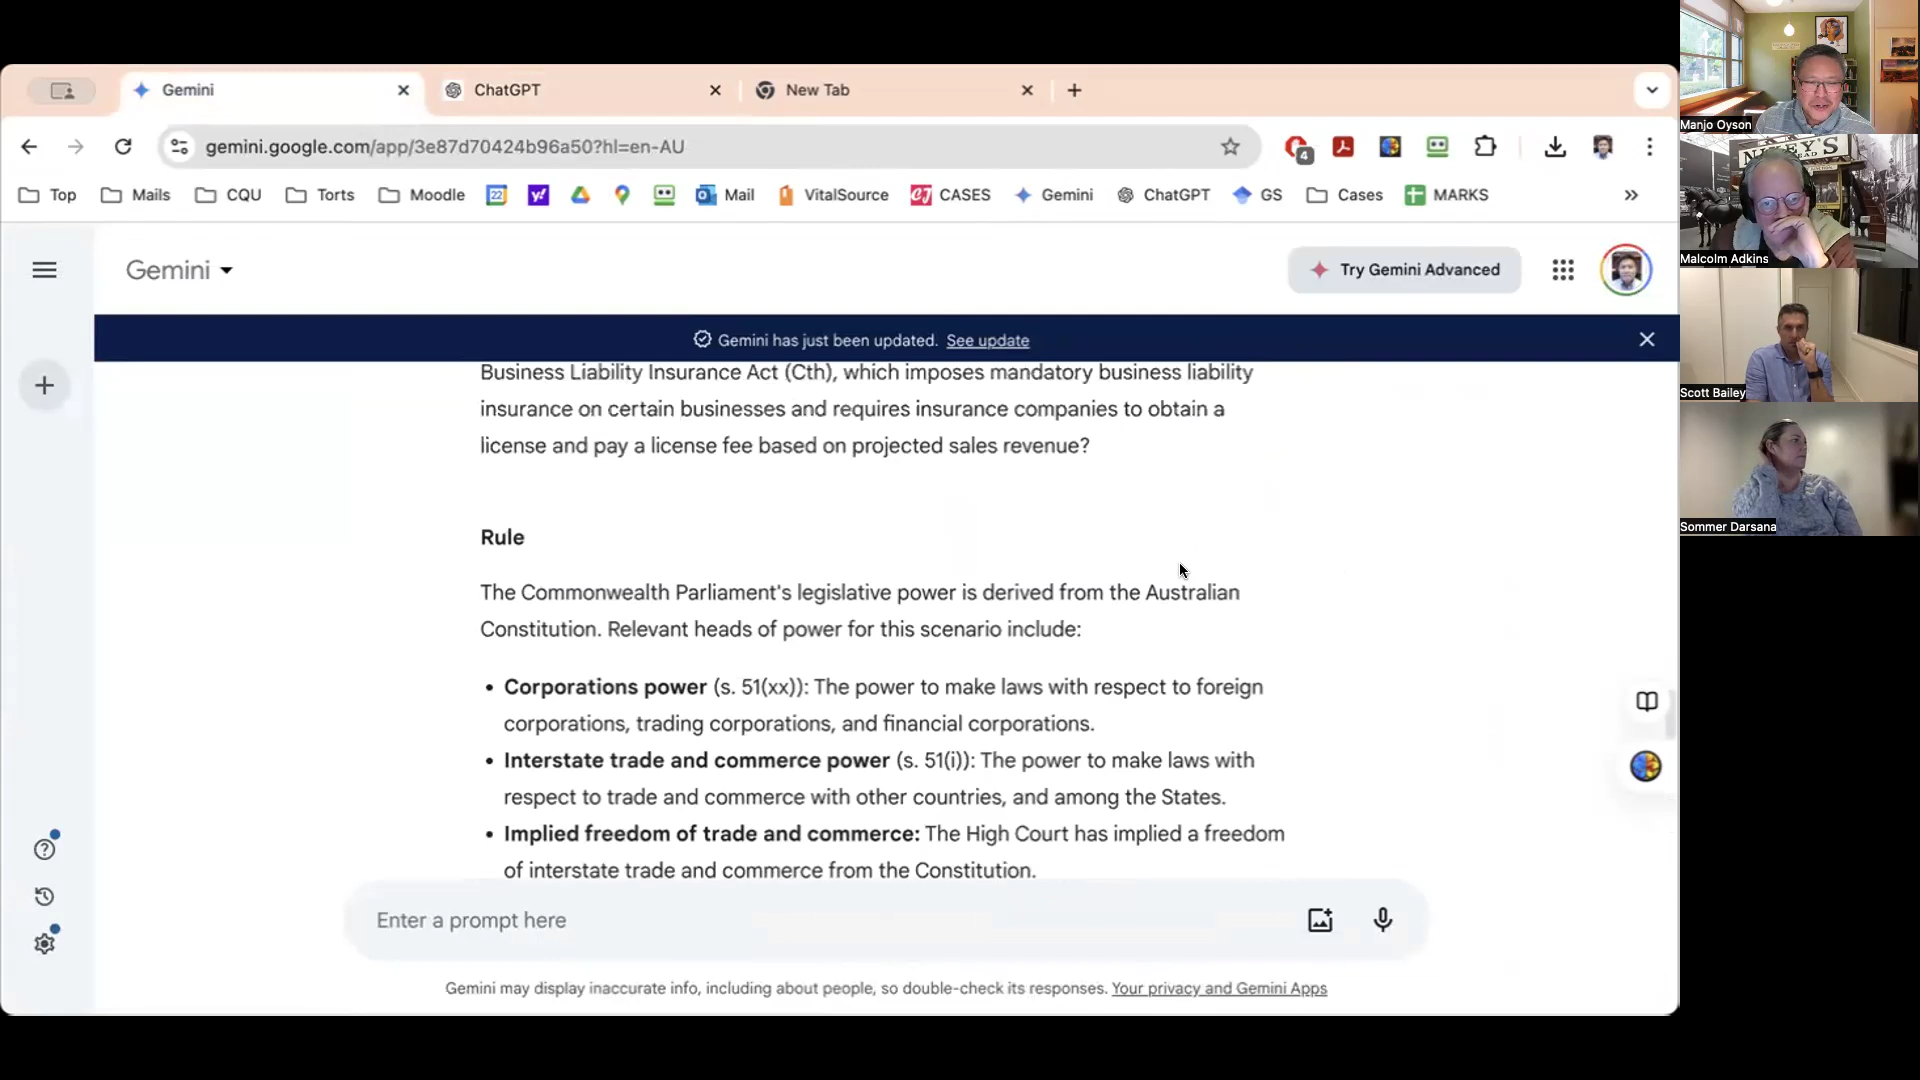 Gemini
ChatGPT
New Tab
gemini.google.com/app/3e87d70424b96a50?hl=en-AU
4
Top
Mails
CQU
Torts
Moodle
22
Mail
VitalSource
CASES
Gemini
ChatGPT
GS
Cases
MARKS
Gemini
Try Gemini Advanced
Gemini has just been updated. See update
Business Liability Insurance Act (Cth), which imposes mandatory business liability
insurance on certain businesses and requires insurance companies to obtain a
license and pay a license fee based on projected sales revenue?
Rule
The Commonwealth Parliament's legislative power is derived from the Australian
Constitution. Relevant heads of power for this scenario include:
• Corporations power (s. 51(xx)): The power to make laws with respect to foreign
corporations, trading corporations, and financial corporations.
• Interstate trade and commerce power (s. 51(i)): The power to make laws with
respect to trade and commerce with other countries, and among the States.
• Implied freedom of trade and commerce: The High Court has implied a freedom
of interstate trade and commerce from the Constitution.
Enter a prompt here
Gemini may display inaccurate info, including about people, so double-check its responses. Your privacy and Gemini Apps
Manjo Oyson
Malcolm Adkins
Scott Bailey
Sommer Darsana